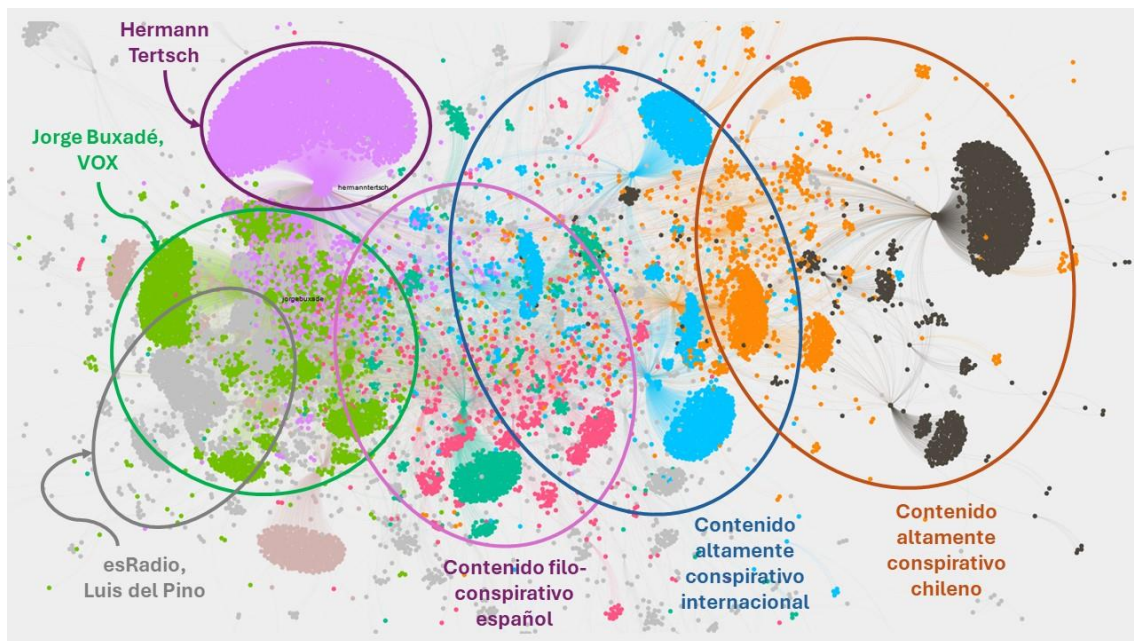 Hermann
Tertsch
Jorge Buxadé,
VOX
hermanntertsch
jorgebuxade
esRadio,
Luis del Pino
Contenido filo-
conspirativo
español
Contenido
altamente
conspirativo
internacional
Contenido
altamente
conspirativo
chileno